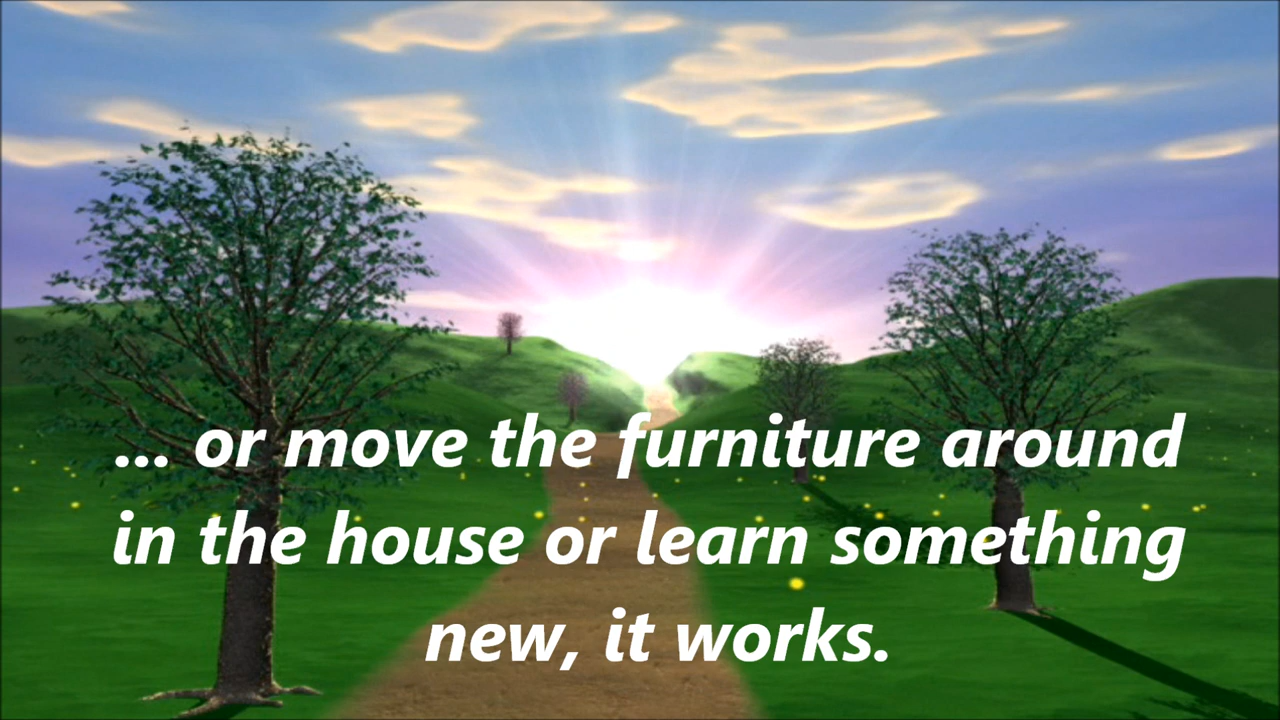 ... or move the furniture around
in the house or learn something
new, it works.